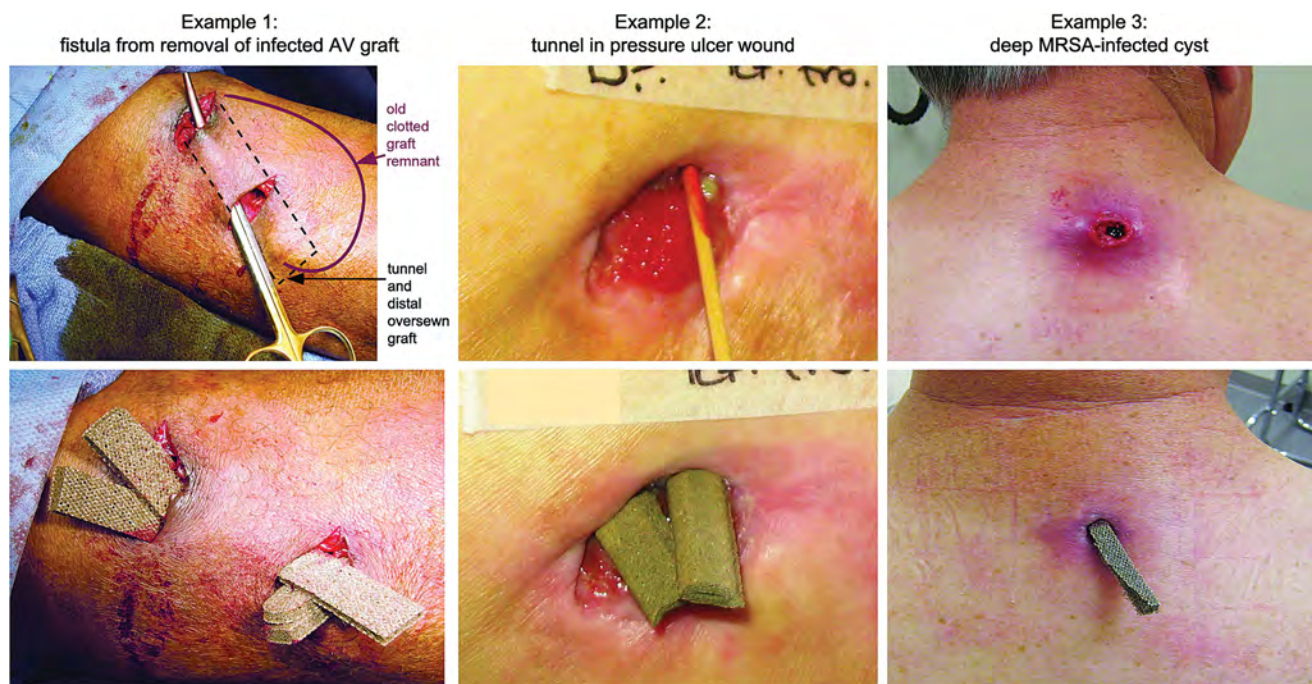 Example 1:
fistula from removal of infected AV graft
Example 2:
tunnel in pressure ulcer wound
Example 3:
deep MRSA-infected cyst
old
clotted
graft
remnant
tunnel
and
distal
oversewn
graft